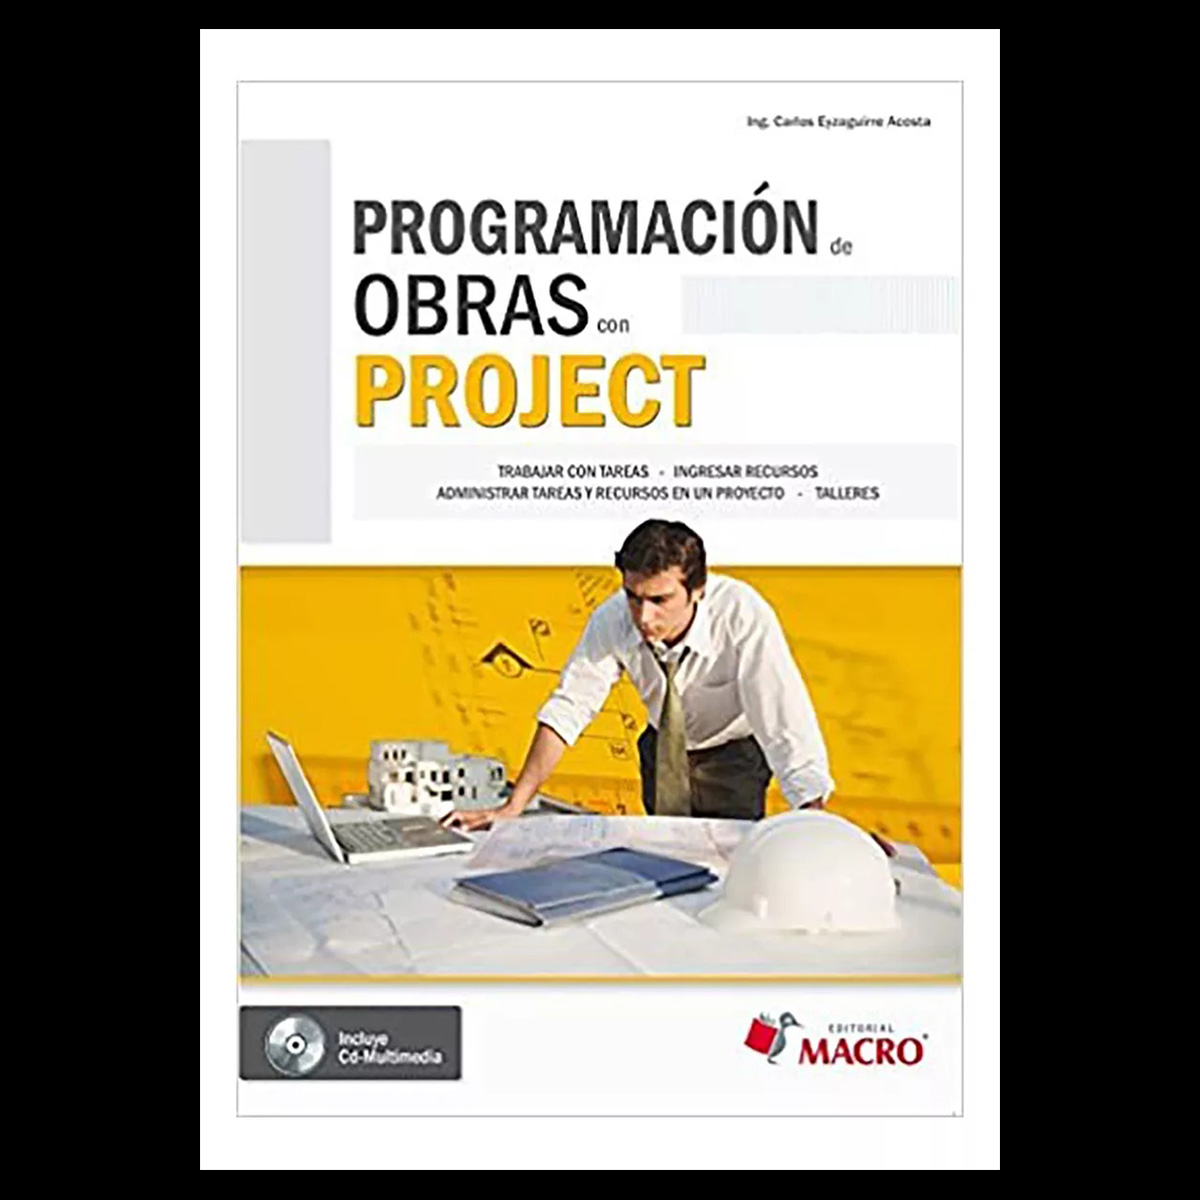 Ing. Carlos Eyzaguirre Acosta
PROGRAMACIÓN de
OBRAS con
PROJECT
TRABAJAR CON TAREAS - INGRESAR RECURSOS
ADMINISTRAR TAREAS Y RECURSOS EN UN PROYECTO - TALLERES
Incluye
Cd-Multimedia
EDITORIAL
MACRO®